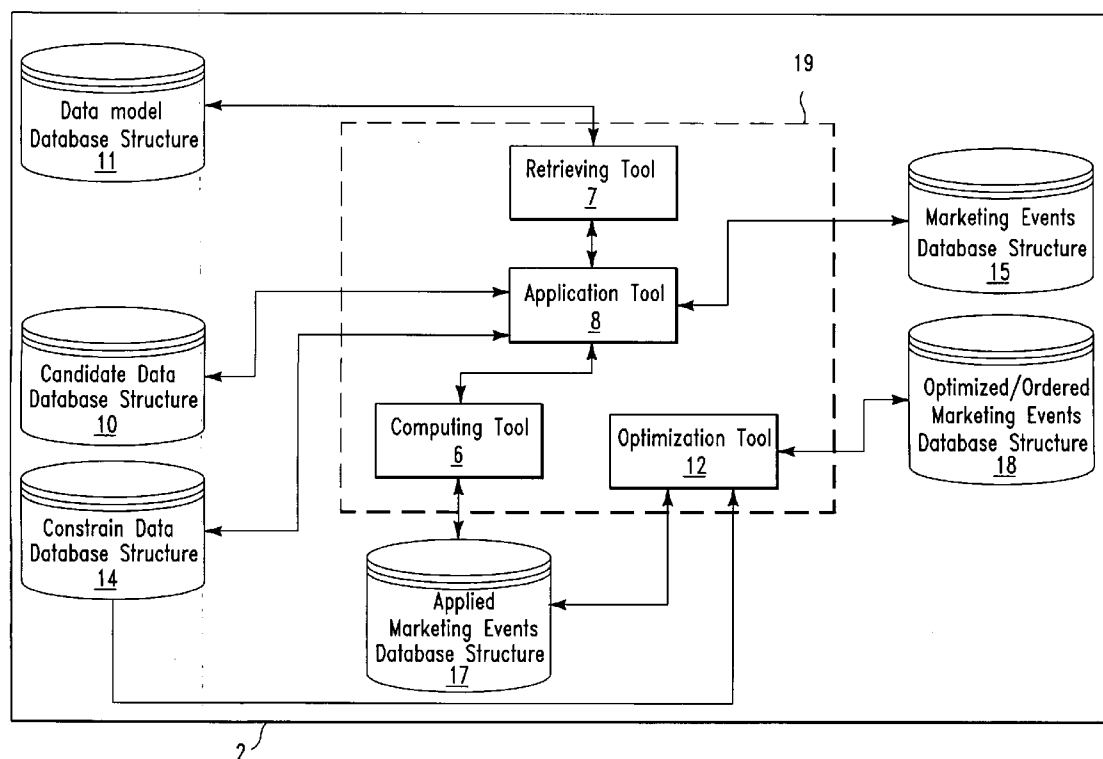 19
Data model
Database Structure
11
Retrieving Tool
7
Marketing Events
Database Structure
15
Application Tool
8
Candidate Data
Database Structure
10
Optimized/Ordered
Marketing Events
Database Structure
18
Computing Tool
6
Optimization Tool
12
Constrain Data
Database Structure
14
Applied
Marketing Events
Database Structure
17
2